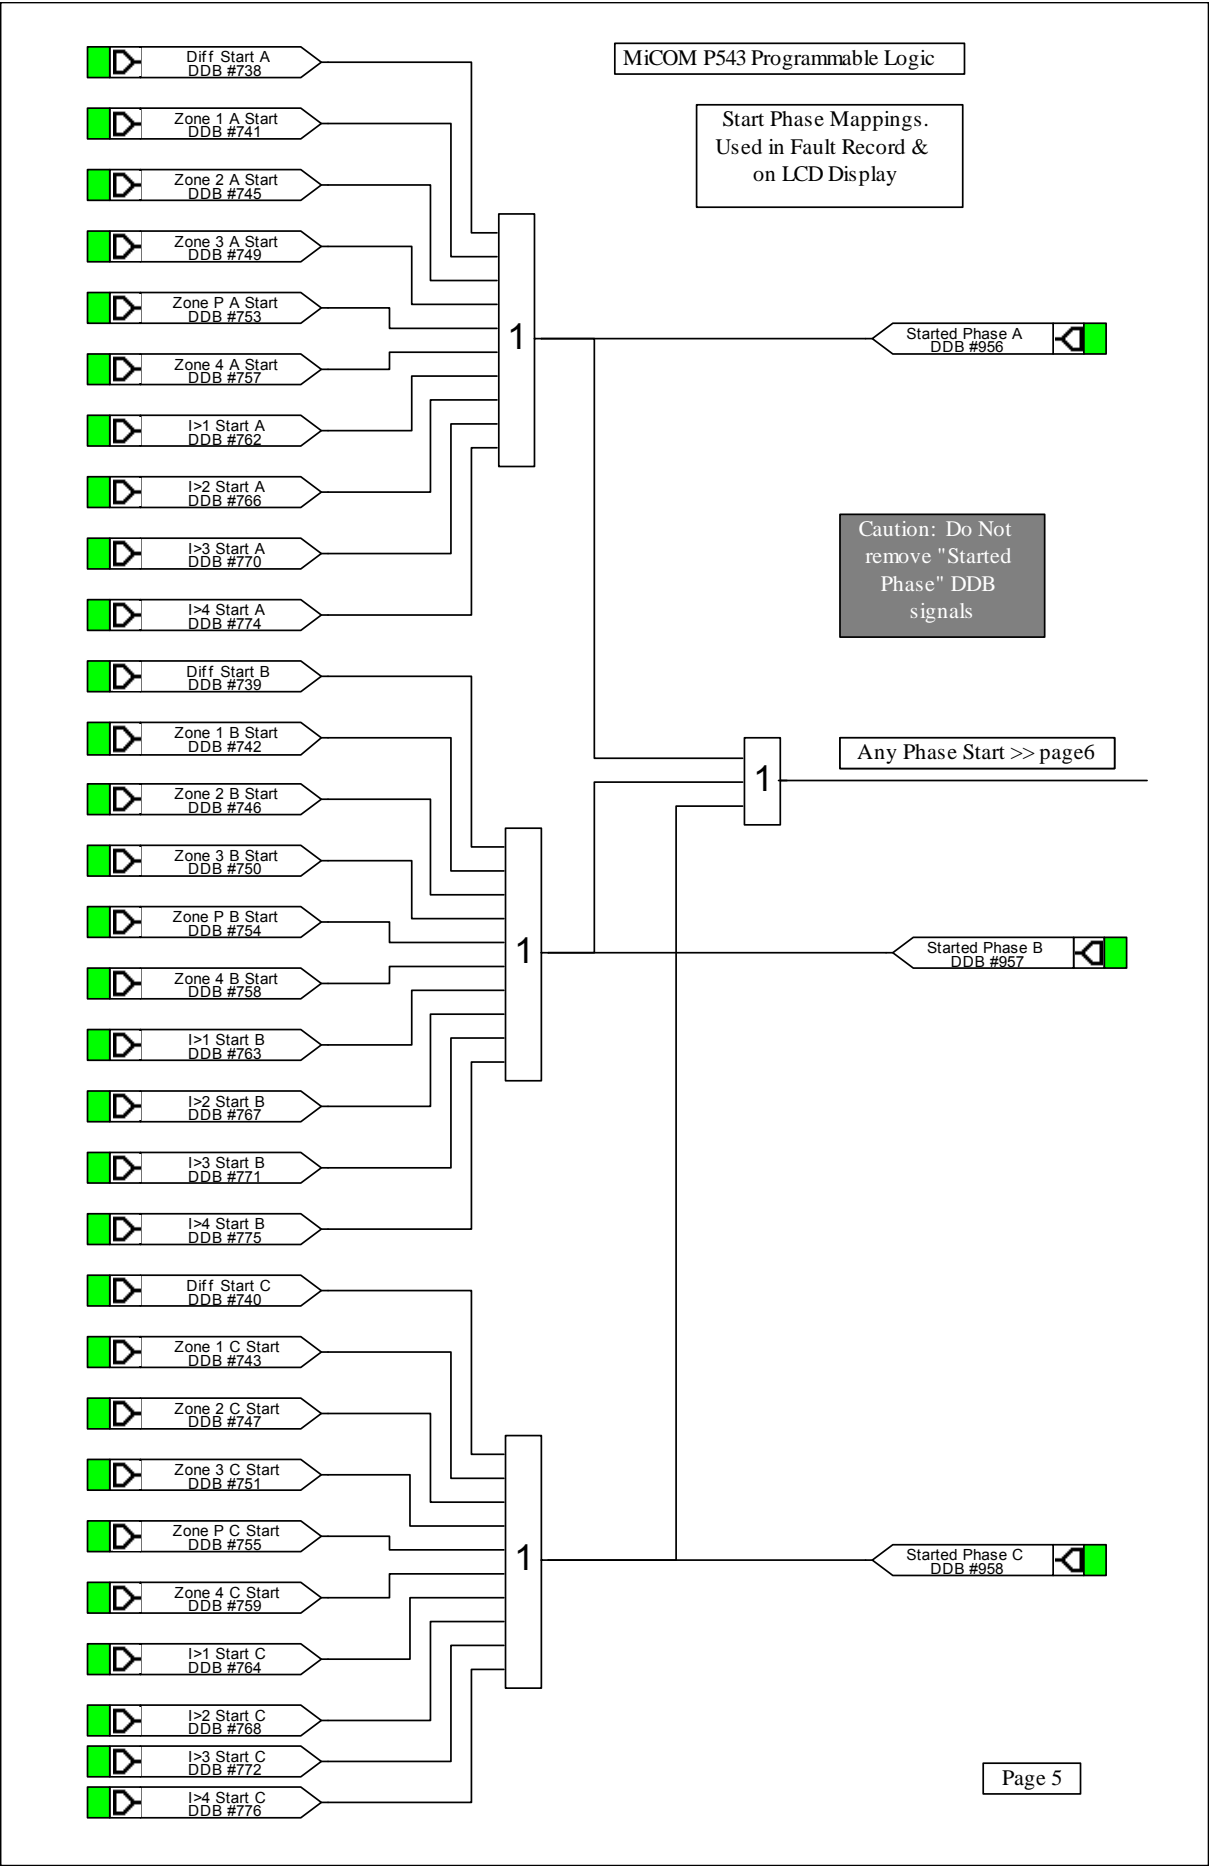 MiCOM P543 Programmable Logic
Start Phase Mappings.
Used in Fault Record &
on LCD Display
Diff Start A
DDB #738
Zone 1 A Start
DDB #741
Zone 2 A Start
DDB #745
Zone 3 A Start
DDB #749
Zone P A Start
DDB #753
Zone 4 A Start
DDB #757
I>1 Start A
DDB #762
I>2 Start A
DDB #766
I>3 Start A
DDB #770
I>4 Start A
DDB #774
1
Started Phase A
DDB #956
Caution: Do Not
remove "Started
Phase" DDB
signals
Diff Start B
DDB #739
Zone 1 B Start
DDB #742
Zone 2 B Start
DDB #746
Zone 3 B Start
DDB #750
Zone P B Start
DDB #754
Zone 4 B Start
DDB #758
I>1 Start B
DDB #763
I>2 Start B
DDB #767
I>3 Start B
DDB #771
I>4 Start B
DDB #775
1
1
Any Phase Start >> page6
Started Phase B
DDB #957
Diff Start C
DDB #740
Zone 1 C Start
DDB #743
Zone 2 C Start
DDB #747
Zone 3 C Start
DDB #751
Zone P C Start
DDB #755
Zone 4 C Start
DDB #759
I>1 Start C
DDB #764
I>2 Start C
DDB #768
I>3 Start C
DDB #772
I>4 Start C
DDB #776
1
Started Phase C
DDB #958
Page 5